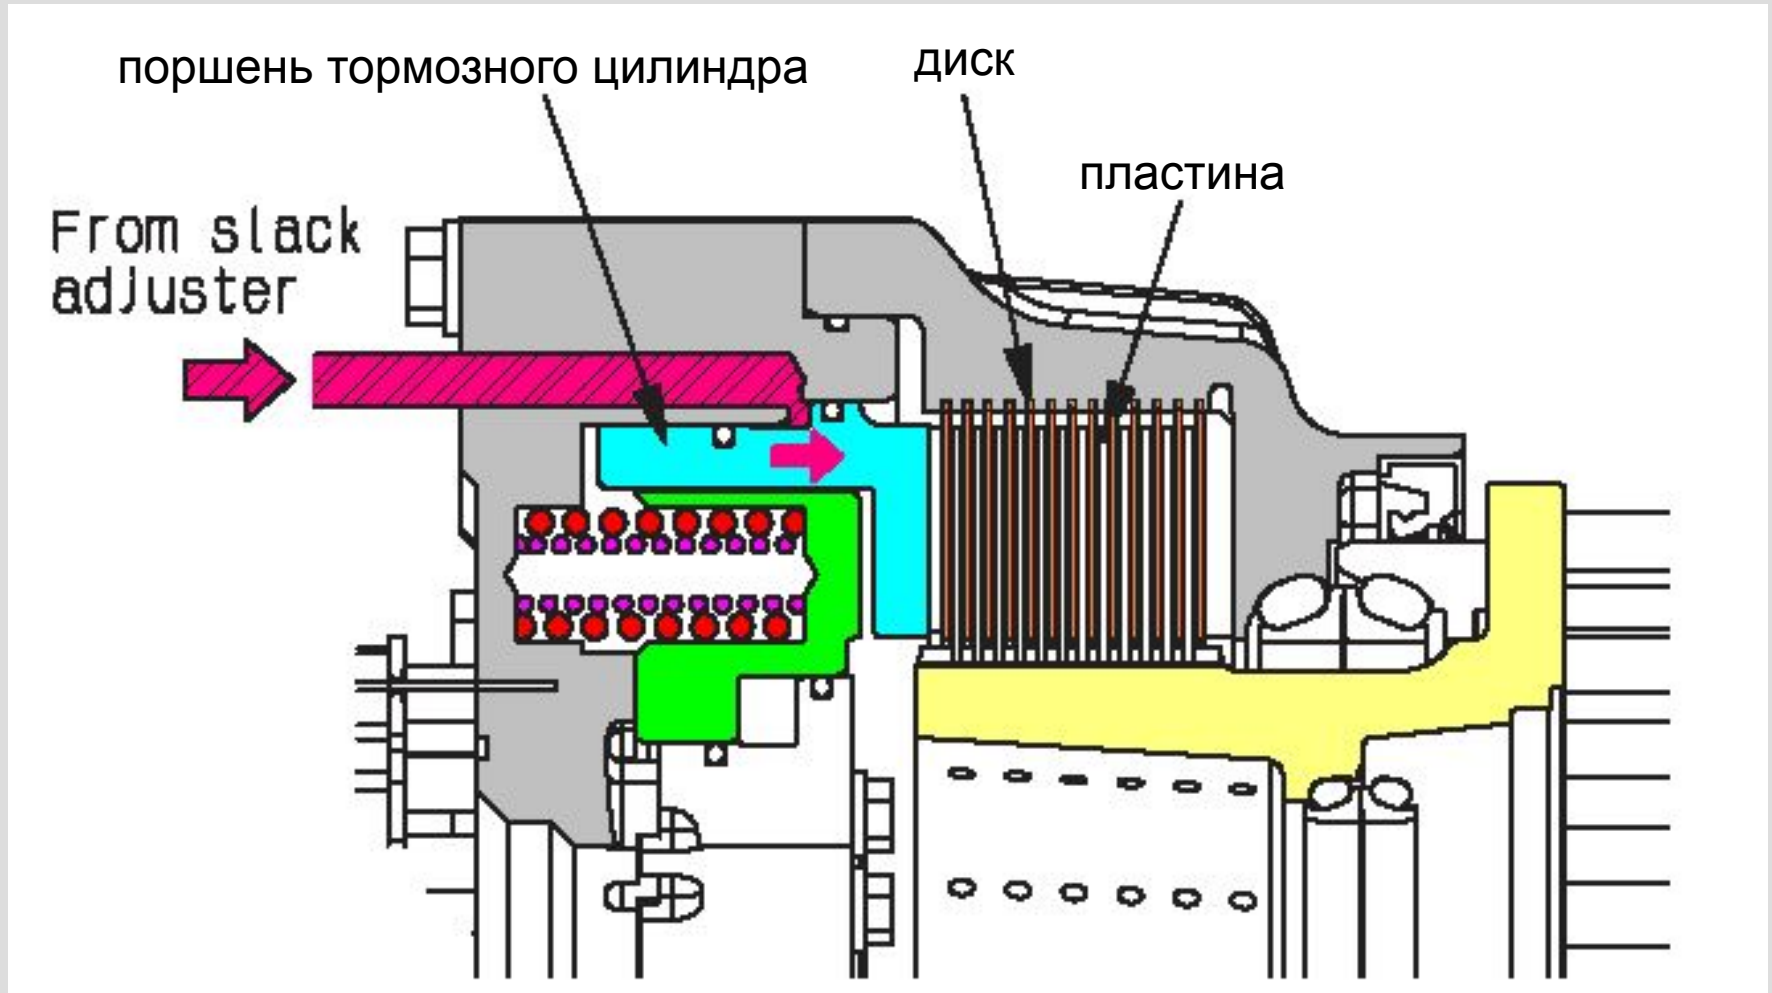 поршень тормозного цилиндра
диск
пластина
From slack
adjuster